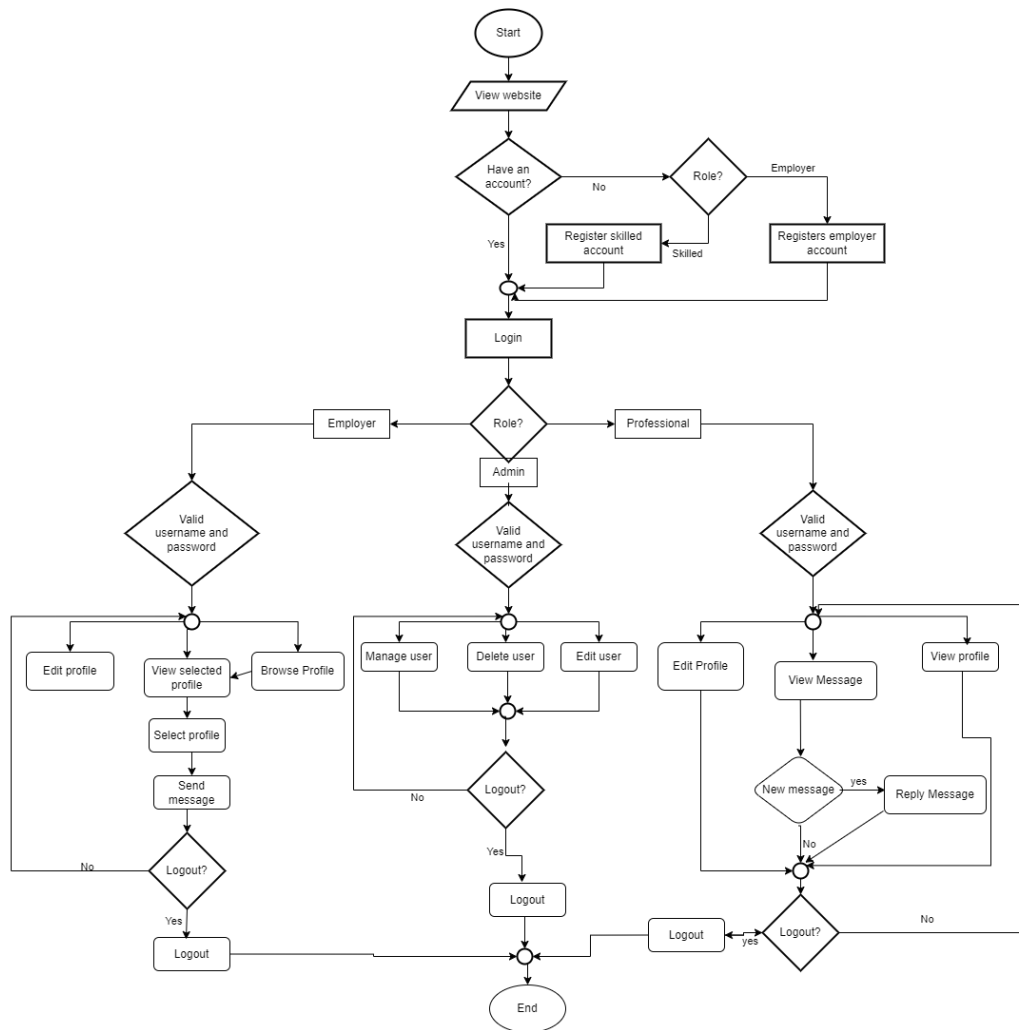 Start
View website
Have an
account?
No
Role?
Employer
Yes
Register skilled
account
Skilled
Registers employer
account
Login
Employer
Role?
Professional
Admin
Valid
username and
password
Valid
username and
password
Valid
username and
password
Edit profile
View selected
profile
Browse Profile
Manage user
Delete user
Edit user
Edit Profile
View Message
View profile
Select profile
Send
message
No
Logout?
New message
yes
Reply Message
No
Logout?
Yes
No
Yes
Logout
Logout
Logout
yes
Logout?
No
End